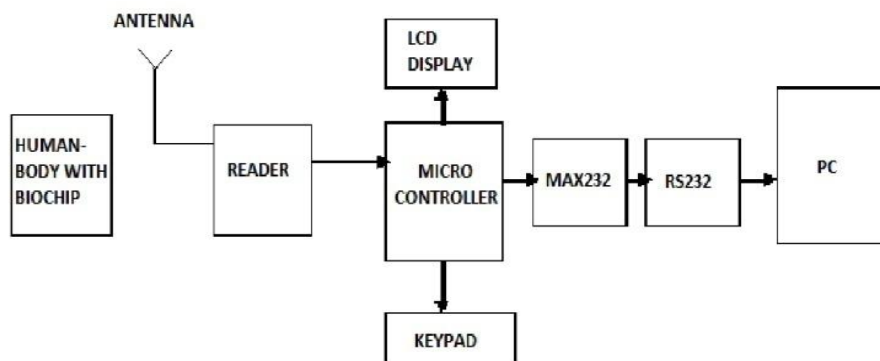 ANTENNA
LCD
DISPLAY
HUMAN-
BODY WITH
BIOCHIP
READER
MICRO
CONTROLLER
MAX232
RS232
PC
KEYPAD